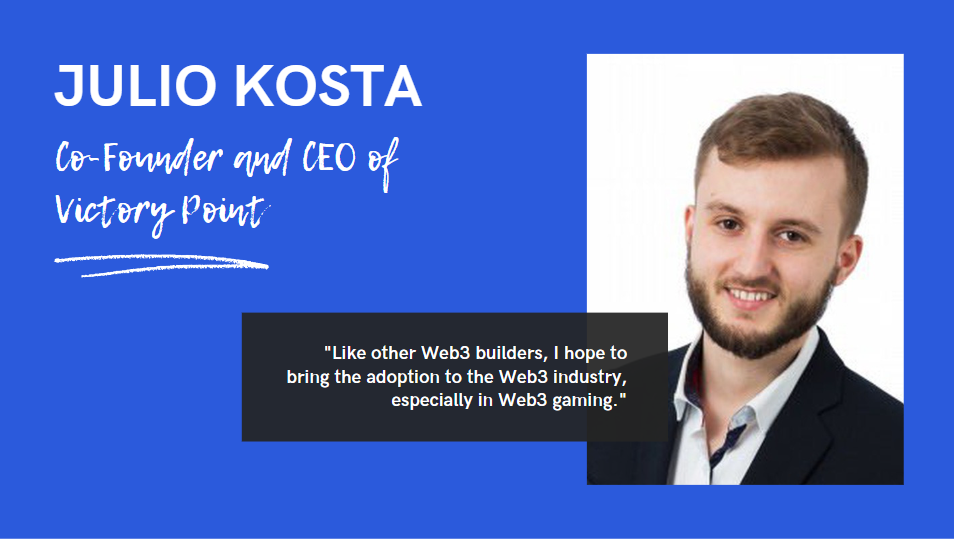 JULIO KOSTA
Co-Founder and CEO of
Victory Point
"Like other Web3 builders, I hope to
bring the adoption to the Web3 industry,
especially in Web3 gaming."